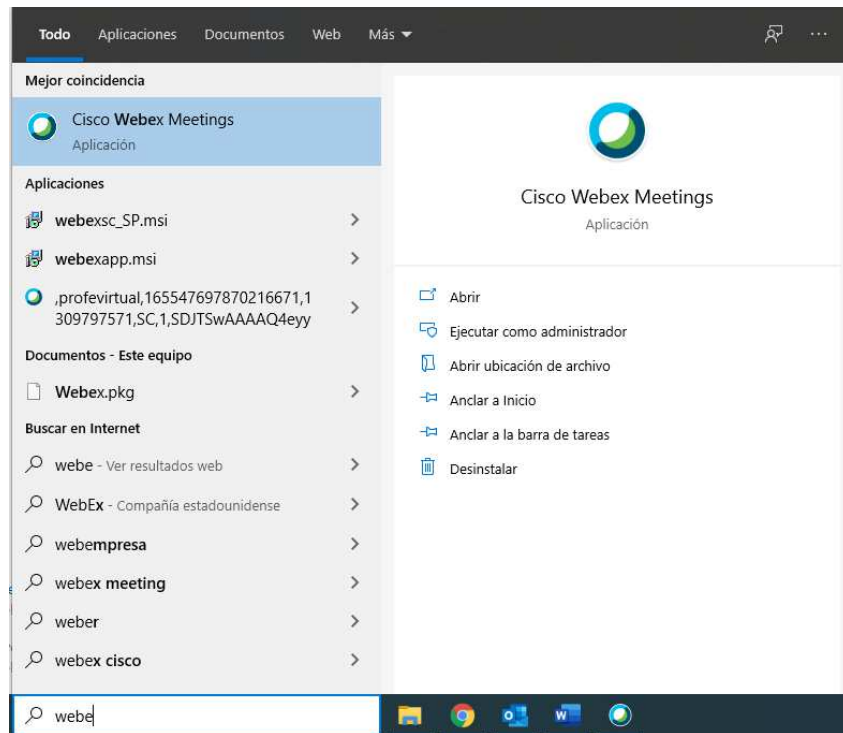 Todo Aplicaciones Documentos Web Más
Mejor coincidencia
Cisco Webex Meetings
Aplicación
Aplicaciones
webexsc_SP.msi
webexapp.msi
,profevirtual,165547697870216671,1
309797571,SC,1,SDJTSwAAAAQ4eyy
Documentos - Este equipo
Webex.pkg
Buscar en Internet
webe - Ver resultados web
WebEx - Compañía estadounidense
webempresa
webex meeting
weber
webex cisco
webe
Cisco Webex Meetings
Aplicación
Abrir
Ejecutar como administrador
Abrir ubicación de archivo
Anclar a Inicio
Anclar a la barra de tareas
Desinstalar